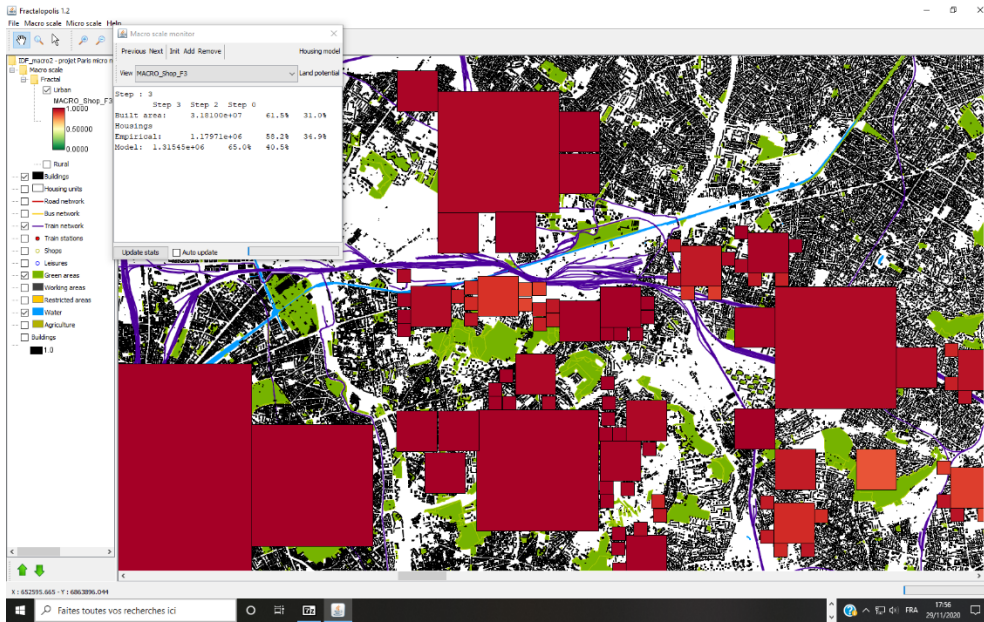 Fractalopolis 1.2
File Macro scale Micro scale Help
Macro scale monitor
Previous Next Init Add Remove Housing model
View MACRO_Shop_F3 Land potential
Step : 3
Step 3 Step 2 Step 0
Built area: 3.18100e+07 61.5% 31.0%
Housings
Empirical: 1.17971e+06 58.2% 34.9%
Model: 1.31545e+06 65.0% 40.5%
Update stats Auto update
IDF_macro2 - projet Paris micro n
Macro scale
Fractal
Urban
MACRO_Shop_F3
1.0000
0.50000
0.0000
Rural
Buildings
Housing units
Road network
Bus network
Train network
Train stations
Shops
Leisures
Green areas
Working areas
Restricted areas
Water
Agriculture
Buildings
1.0
X : 652595.665 - Y : 6863896.044
Faites toutes vos recherches ici
FRA
17:56
29/11/2020